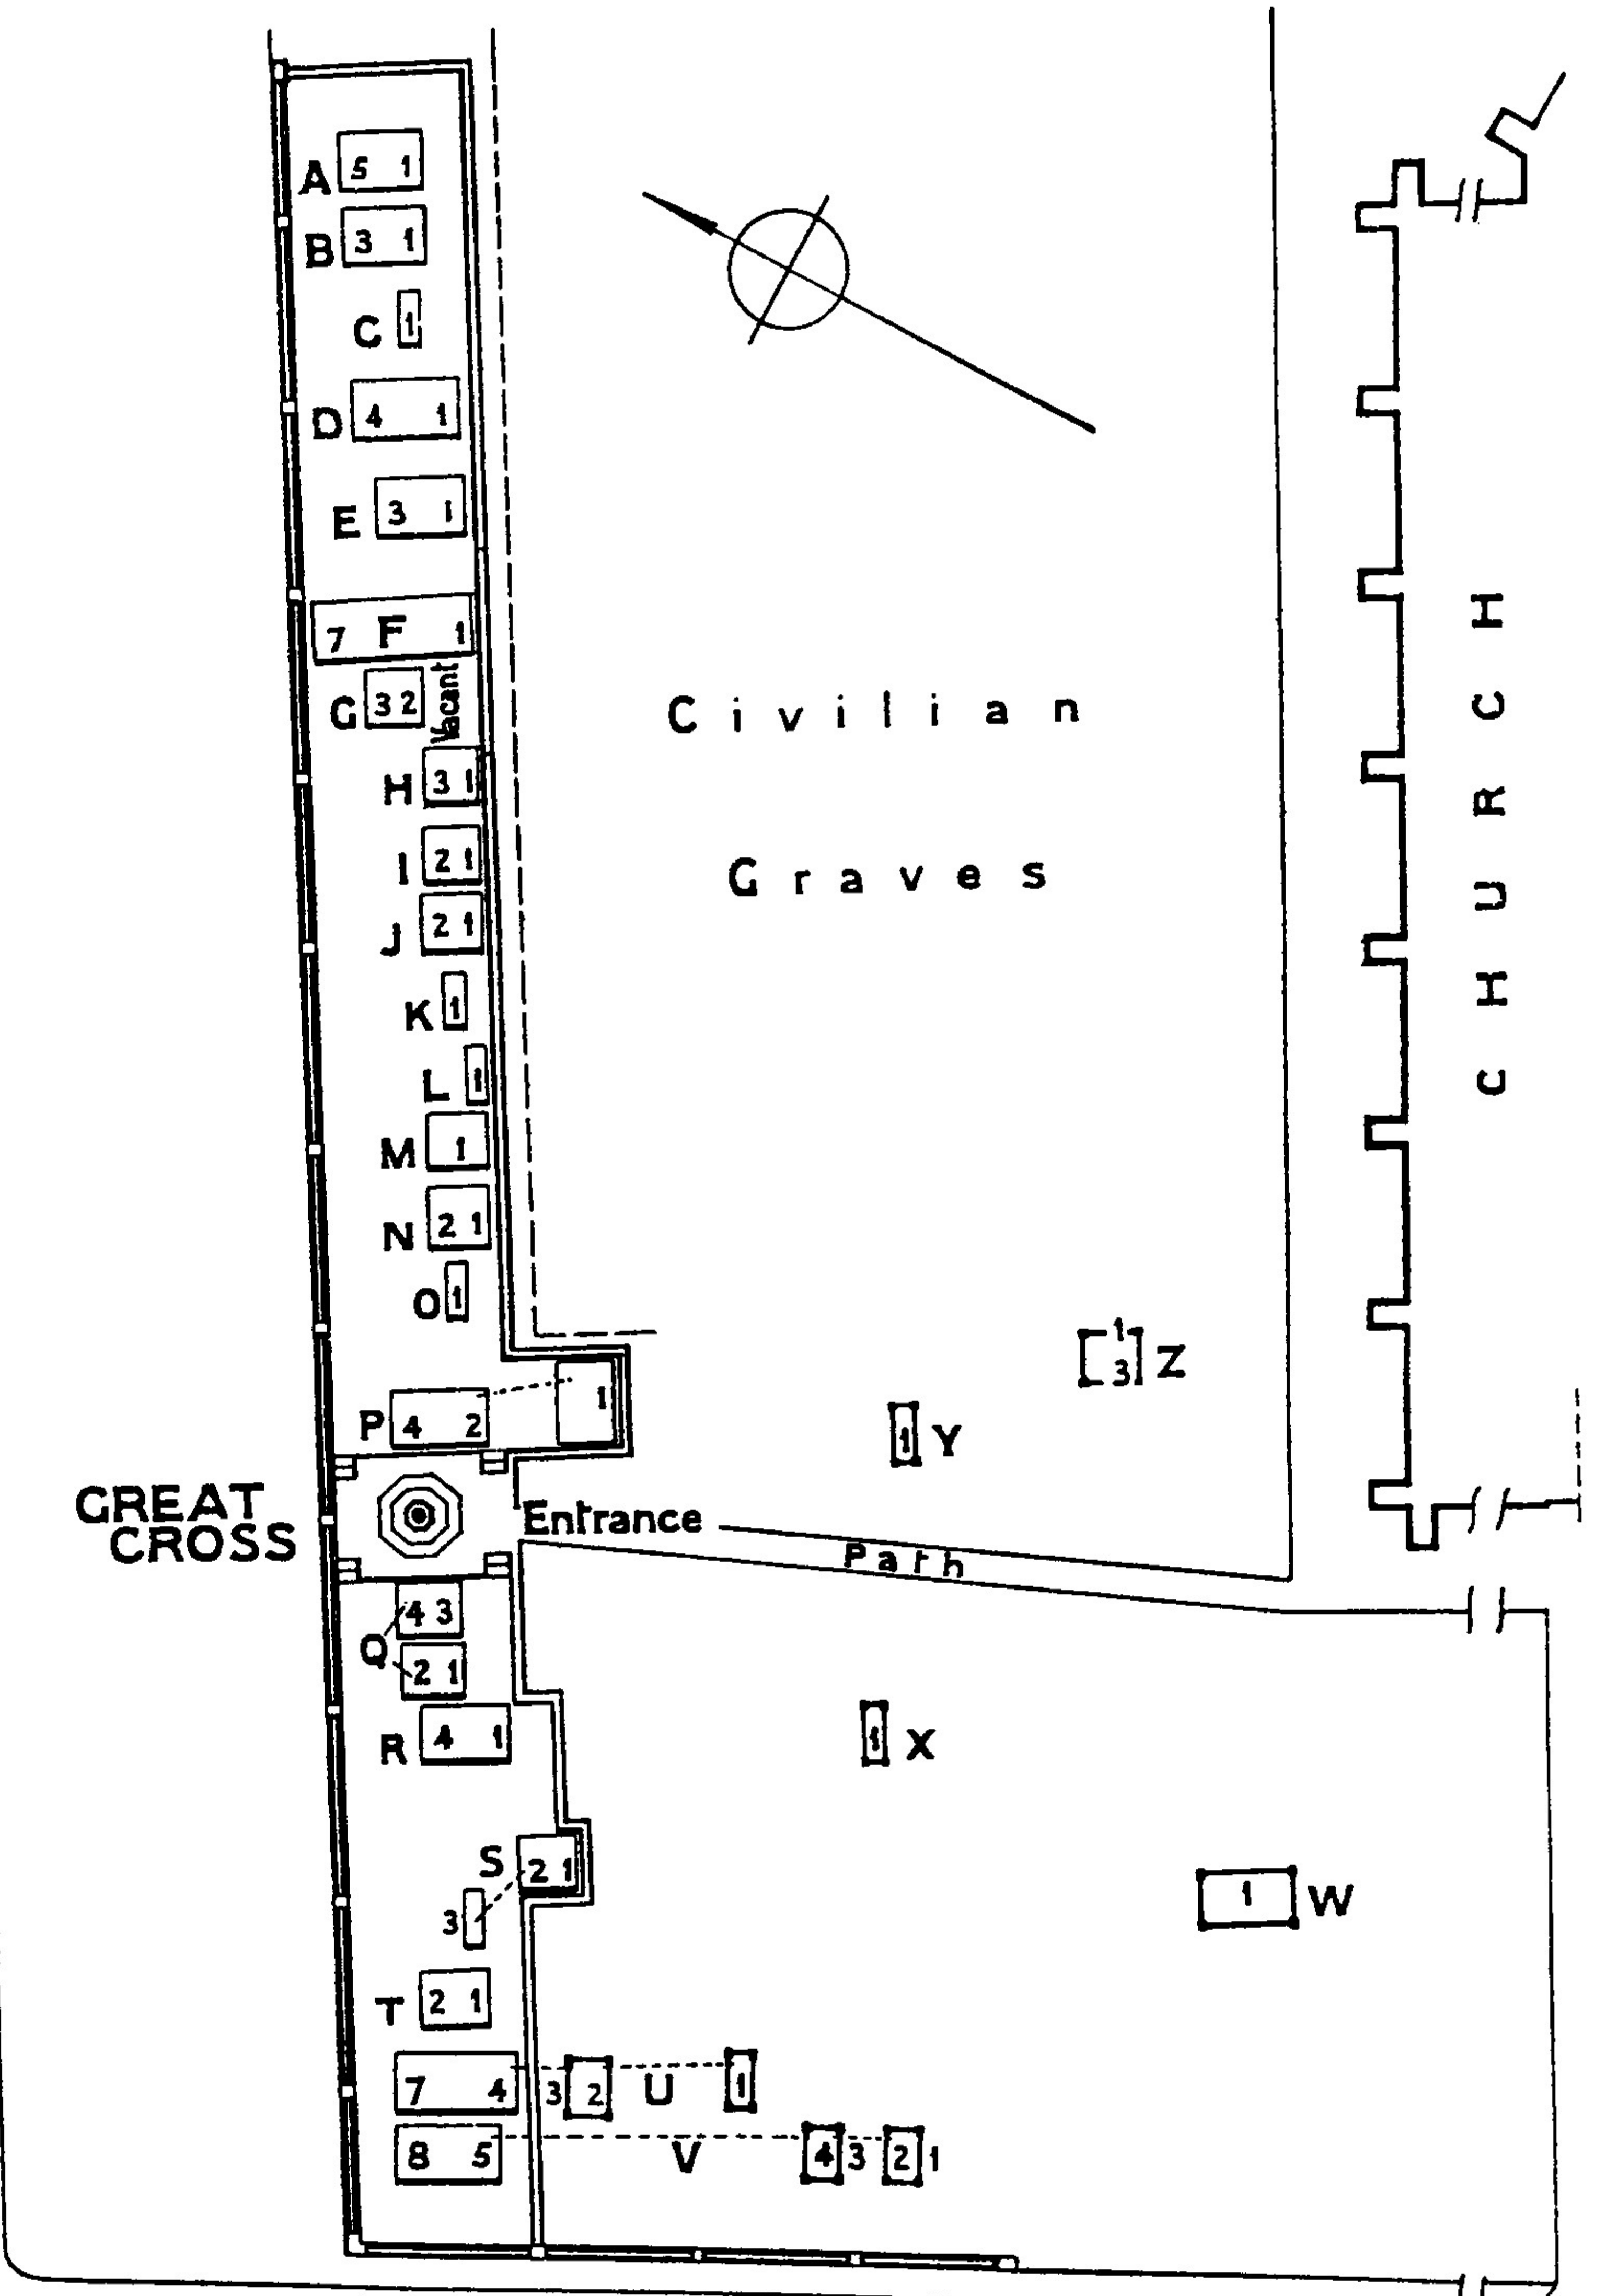 A 5 1
B 3 1
C 1
D 4 1
E 3 1
7 F 1
G 3 2 Vacant
Civilian
H 3 1
Graves
I 2 1
J 2 1
K 1
L 1
M 1
N 2 1
O 1
CHURCH
1
3 Z
P 4 2 1
1 Y
GREAT
CROSS
Entrance
Path
4 3
Q
2 1
R 4 1
1 X
S 2 1
3
1 W
T 2 1
7 4 3 2 U 1
8 5 V 4 3 2 1